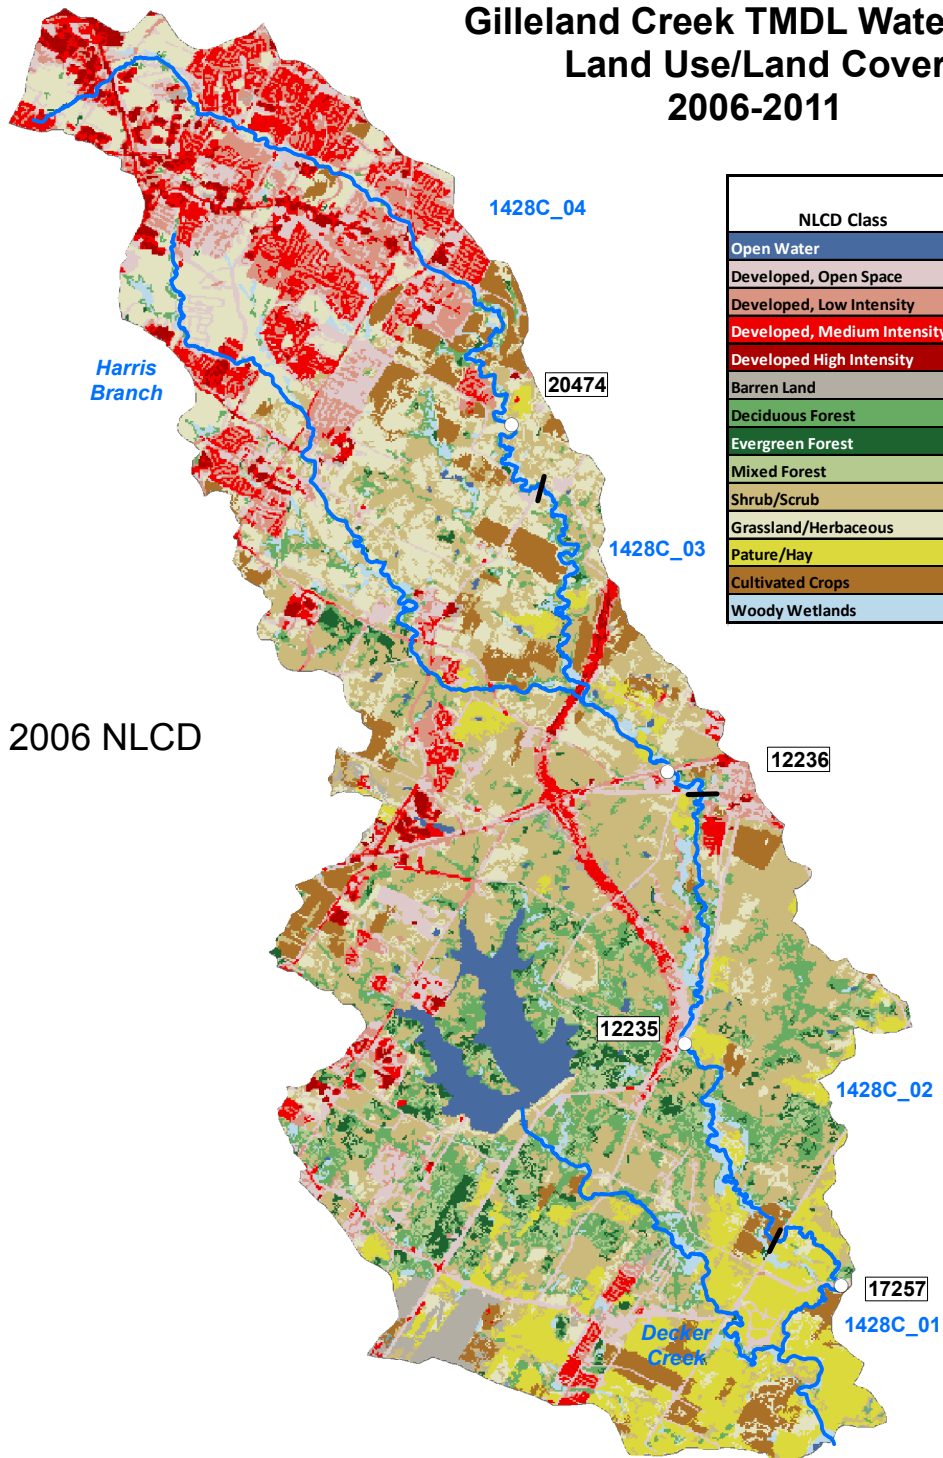 Gilleland Creek TMDL Wate
Land Use/Land Cover
2006-2011
1428C_04
NLCD Class
Open Water
Developed, Open Space
Developed, Low Intensity
Developed, Medium Intensity
Developed High Intensity
Barren Land
Deciduous Forest
Evergreen Forest
Mixed Forest
Shrub/Scrub
Grassland/Herbaceous
Pature/Hay
Cultivated Crops
Woody Wetlands
Harris
Branch
20474
1428C_03
2006 NLCD
12236
12235
1428C_02
17257
1428C_01
Decker
Creek